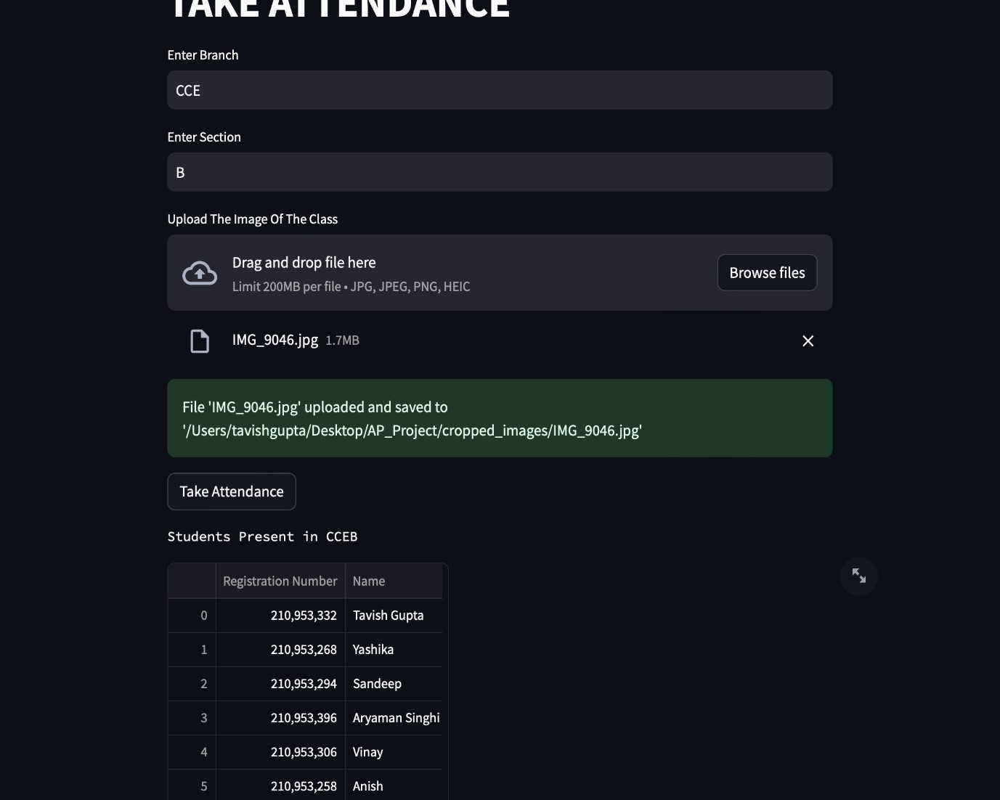 TAKE ATTENDANCE
Enter Branch
CCE
Enter Section
B
Upload The Image Of The Class
Drag and drop file here
Limit 200MB per file • JPG, JPEG, PNG, HEIC
Browse files
IMG_9046.jpg 1.7MB
File 'IMG_9046.jpg' uploaded and saved to
'/Users/tavishgupta/Desktop/AP_Project/cropped_images/IMG_9046.jpg'
Take Attendance
Students Present in CCEB
Registration Number Name
0 210,953,332 Tavish Gupta
1 210,953,268 Yashika
2 210,953,294 Sandeep
3 210,953,396 Aryaman Singhi
4 210,953,306 Vinay
5 210,953,258 Anish